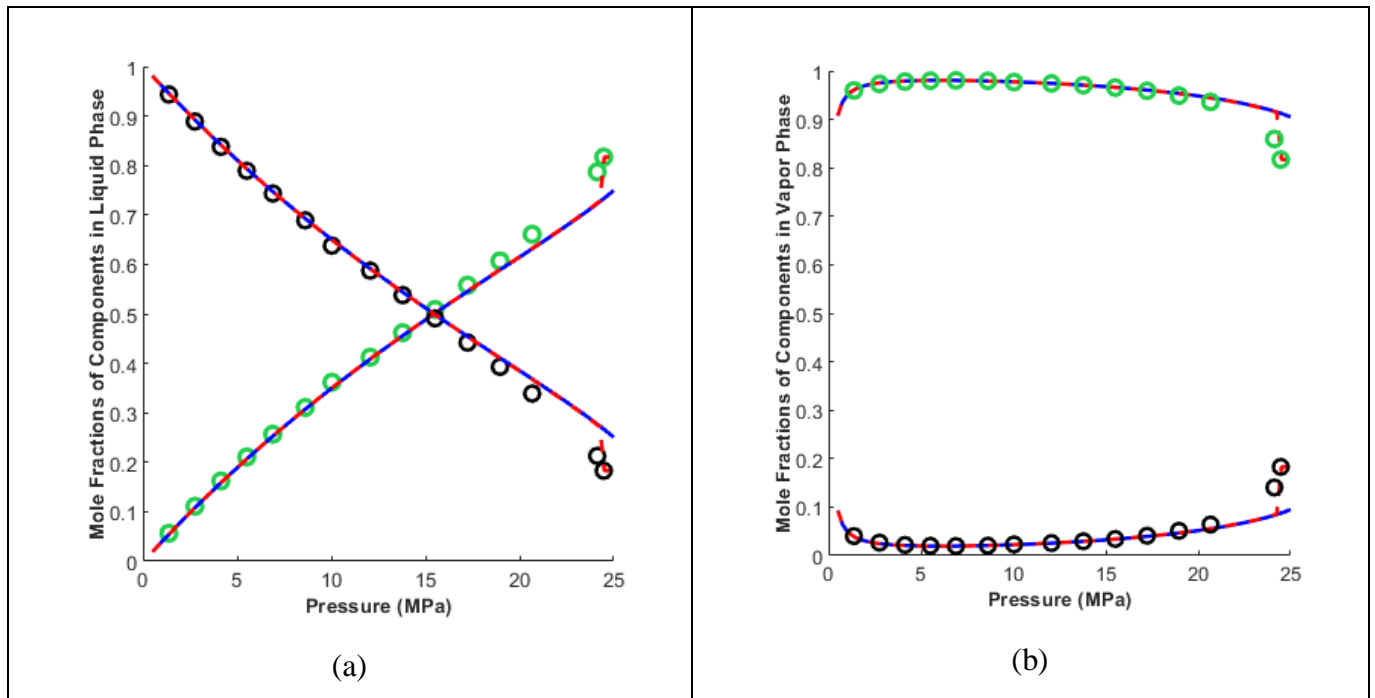 Mole Fractions of Components in Liquid Phase
1
0.9
0.8
0.7
0.6
0.5
0.4
0.3
0.2
0.1
0
0 5 10 15 20 25
Pressure (MPa)
(a)
Mole Fractions of Components in Vapor Phase
1
0.9
0.8
0.7
0.6
0.5
0.4
0.3
0.2
0.1
0
0 5 10 15 20 25
Pressure (MPa)
(b)